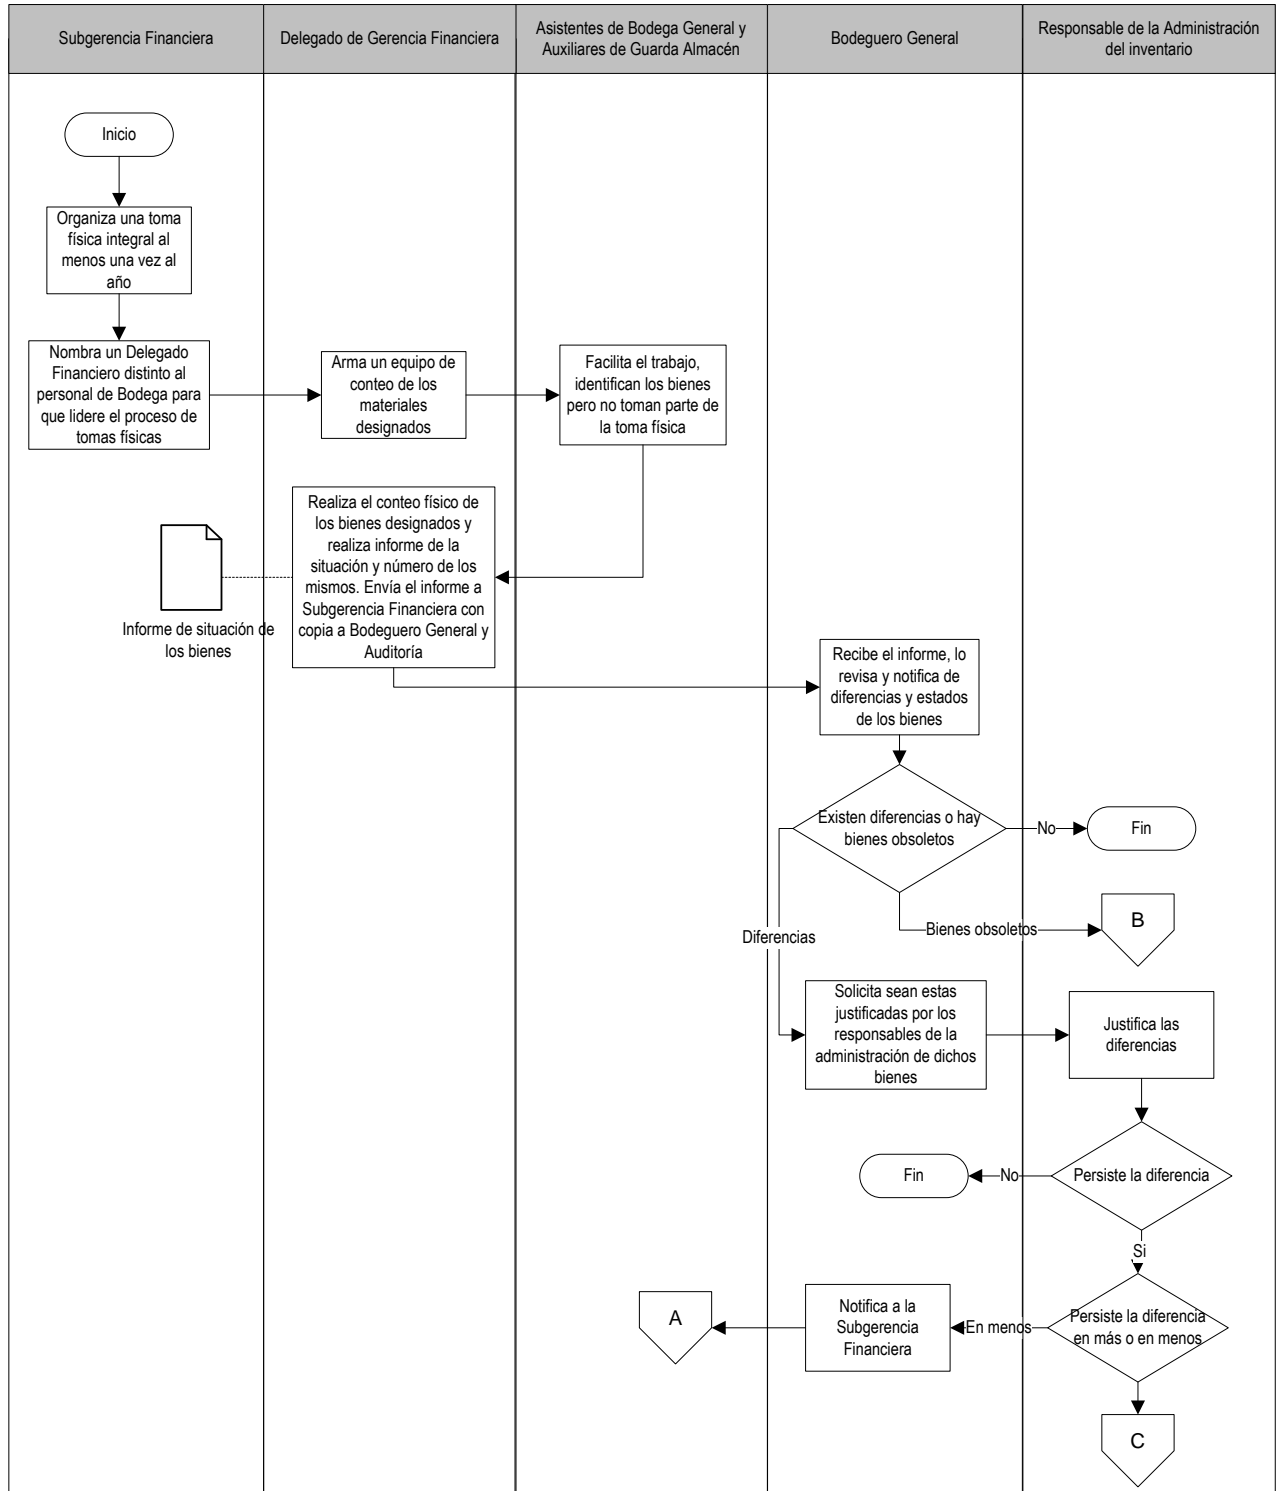 Subgerencia Financiera
Delegado de Gerencia Financiera
Asistentes de Bodega General y
Auxiliares de Guarda Almacén
Bodeguero General
Responsable de la Administración
del inventario
Inicio
Organiza una toma
física integral al
menos una vez al
año
Nombra un Delegado
Financiero distinto al
personal de Bodega para
que lidere el proceso de
tomas físicas
Arma un equipo de
conteo de los
materiales
designados
Facilita el trabajo,
identifican los bienes
pero no toman parte de
la toma física
Realiza el conteo físico de
los bienes designados y
realiza informe de la
situación y número de los
mismos. Envía el informe a
Subgerencia Financiera con
copia a Bodeguero General y
Auditoría
Informe de situación de
los bienes
Recibe el informe, lo
revisa y notifica de
diferencias y estados
de los bienes
Existen diferencias o hay
bienes obsoletos
No
Fin
Bienes obsoletos
B
Diferencias
Solicita sean estas
justificadas por los
responsables de la
administración de dichos
bienes
Justifica las
diferencias
Persiste la diferencia
No
Fin
Si
Persiste la diferencia
en más o en menos
En menos
Notifica a la
Subgerencia
Financiera
A
C